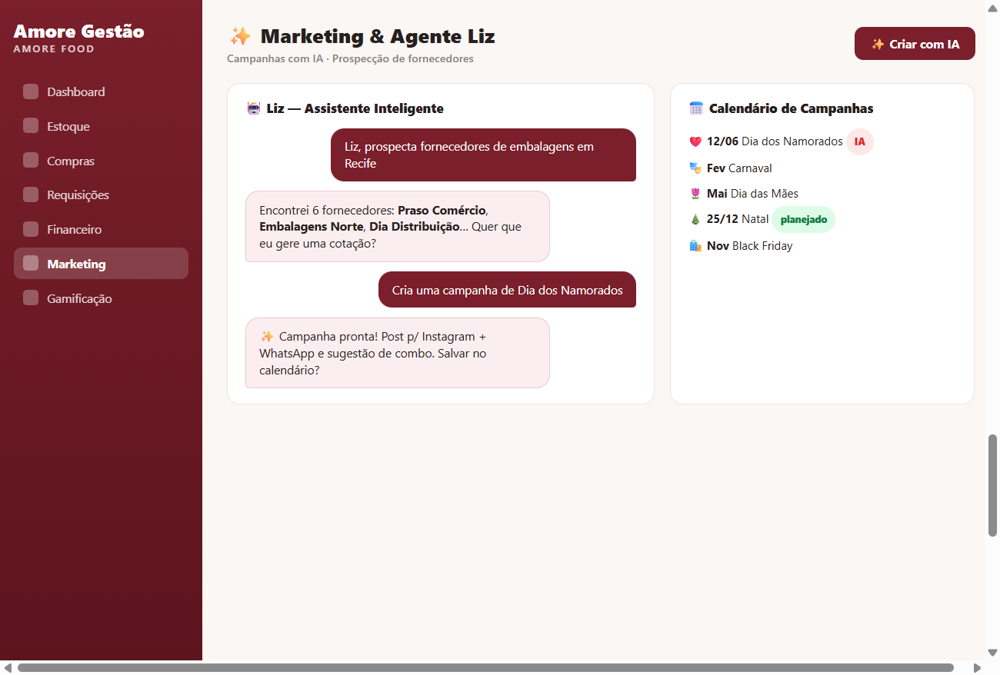 Amore Gestão
AMORE FOOD
Dashboard
Estoque
Compras
Requisições
Financeiro
Marketing
Gamificação
✨ Marketing & Agente Liz
Campanhas com IA · Prospecção de fornecedores
✨ Criar com IA
🤖 Liz — Assistente Inteligente
Liz, prospecta fornecedores de embalagens em
Recife
Encontrei 6 fornecedores: Praso Comércio,
Embalagens Norte, Dia Distribuição... Quer que
eu gere uma cotação?
Cria uma campanha de Dia dos Namorados
✨ Campanha pronta! Post p/ Instagram +
WhatsApp e sugestão de combo. Salvar no
calendário?
🗓️ Calendário de Campanhas
❤️ 12/06 Dia dos Namorados IA
🎭 Fev Carnaval
🌷 Mai Dia das Mães
🎄 25/12 Natal planejado
🛍️ Nov Black Friday